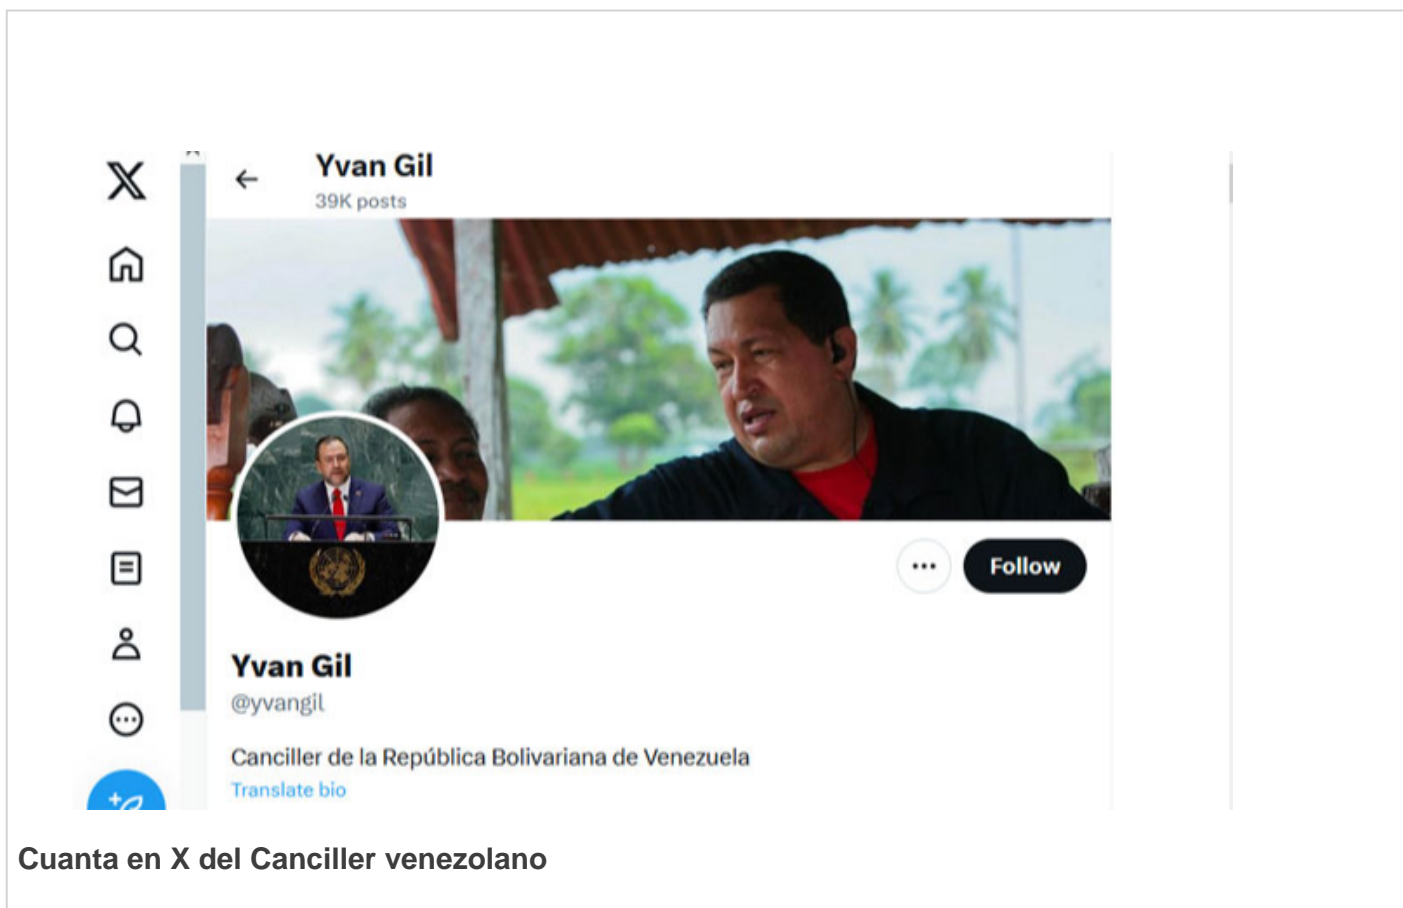 Yvan Gil
39K posts
Follow
Yvan Gil
@yvangil
Canciller de la República Bolivariana de Venezuela
Translate bio
Cuanta en X del Canciller venezolano